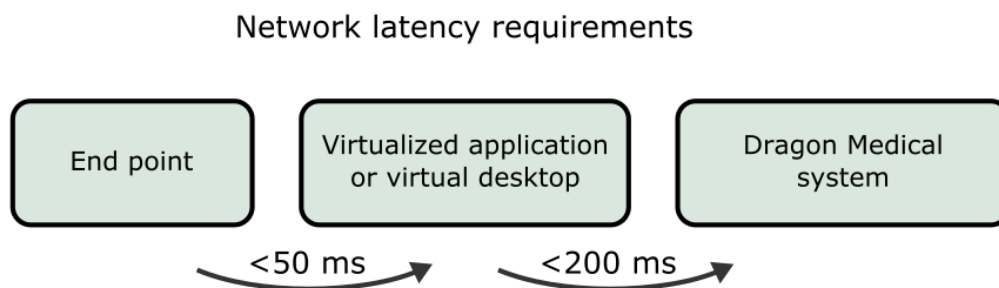 Network latency requirements
End point
Virtualized application
or virtual desktop
Dragon Medical
system
<50 ms
<200 ms